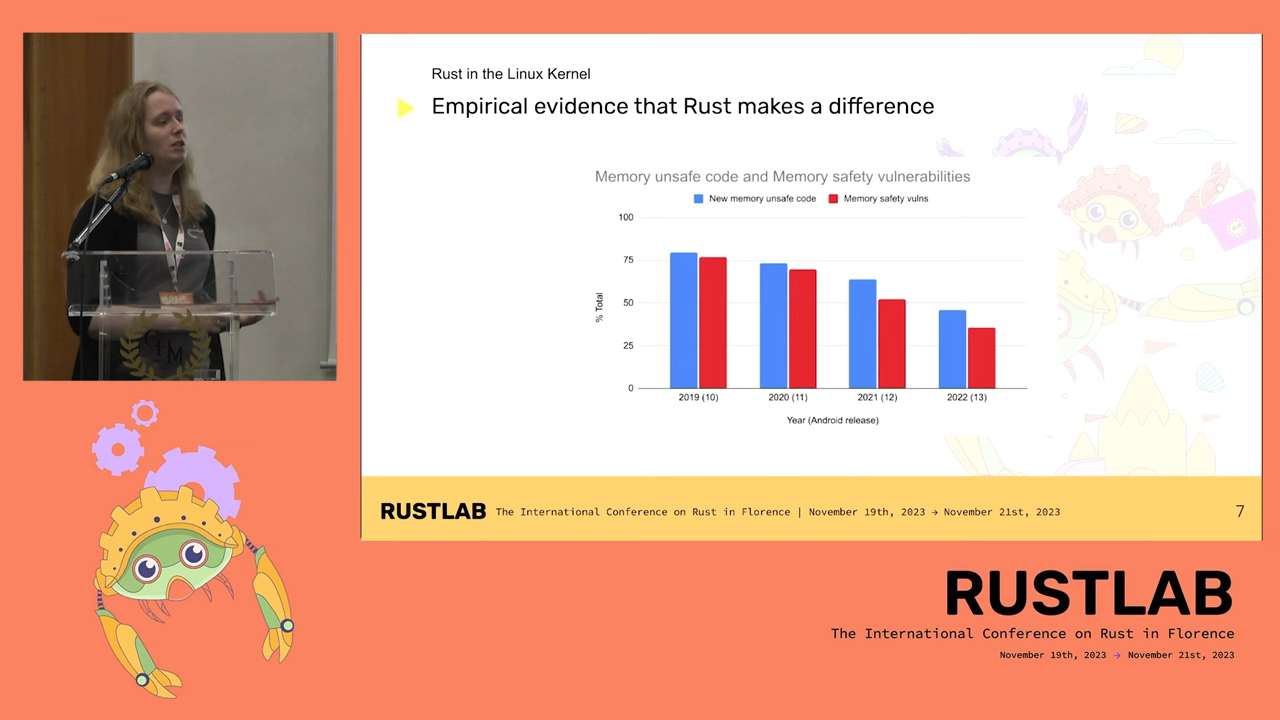 Rust in the Linux Kernel
Empirical evidence that Rust makes a difference
Memory unsafe code and Memory safety vulnerabilities
New memory unsafe code Memory safety vulns
100
75
50
25
0
% Total
2019 (10) 2020 (11) 2021 (12) 2022 (13)
Year (Android release)
RUSTLAB The International Conference on Rust in Florence | November 19th, 2023 → November 21st, 2023 7
GHM
RUSTLAB
The International Conference on Rust in Florence
November 19th, 2023 → November 21st, 2023